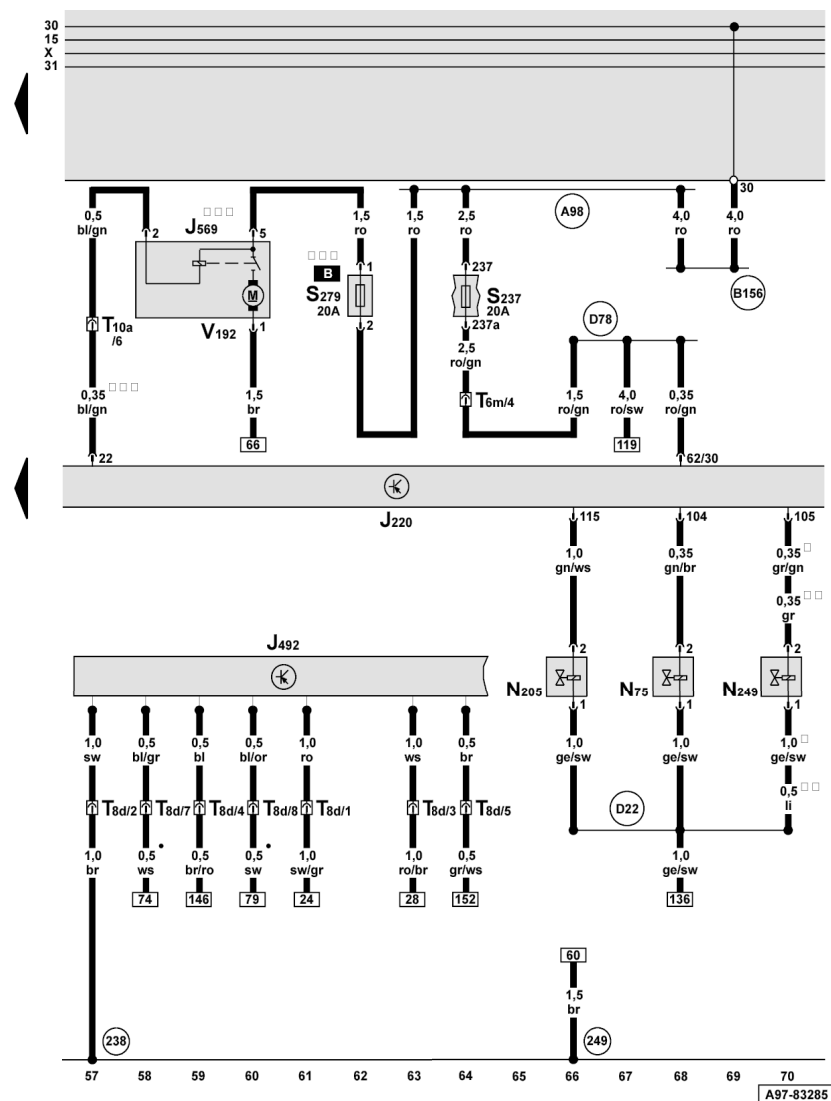 30
15
X
31
30
0,5
bl/gn
2
J569
5
1,5
ro
1,5
ro
2,5
ro
A98
4,0
ro
4,0
ro
B
1
S279
20A
2
237
S237
20A
237a
B156
M
T10a
/6
V192
1
D78
2,5
ro/gn
0,35
bl/gn
1,5
br
T6m/4
1,5
ro/gn
4,0
ro/sw
0,35
ro/gn
66
119
22
62/30
J220
115
104
105
1,0
gn/ws
0,35
gn/br
0,35
gr/gn
0,35
gr
J492
2
2
2
N205
N75
N249
1
1
1
1,0
sw
0,5
bl/gr
0,5
bl
0,5
bl/or
1,0
ro
1,0
ws
0,5
br
1,0
ge/sw
1,0
ge/sw
1,0
ge/sw
T8d/2
T8d/7
T8d/4
T8d/8
T8d/1
T8d/3
T8d/5
D22
0,5
li
1,0
br
0,5
ws
0,5
br/ro
0,5
sw
1,0
sw/gr
1,0
ro/br
0,5
gr/ws
1,0
ge/sw
74
146
79
24
28
152
136
60
1,5
br
238
249
57 58 59 60 61 62 63 64 65 66 67 68 69 70
A97-83285